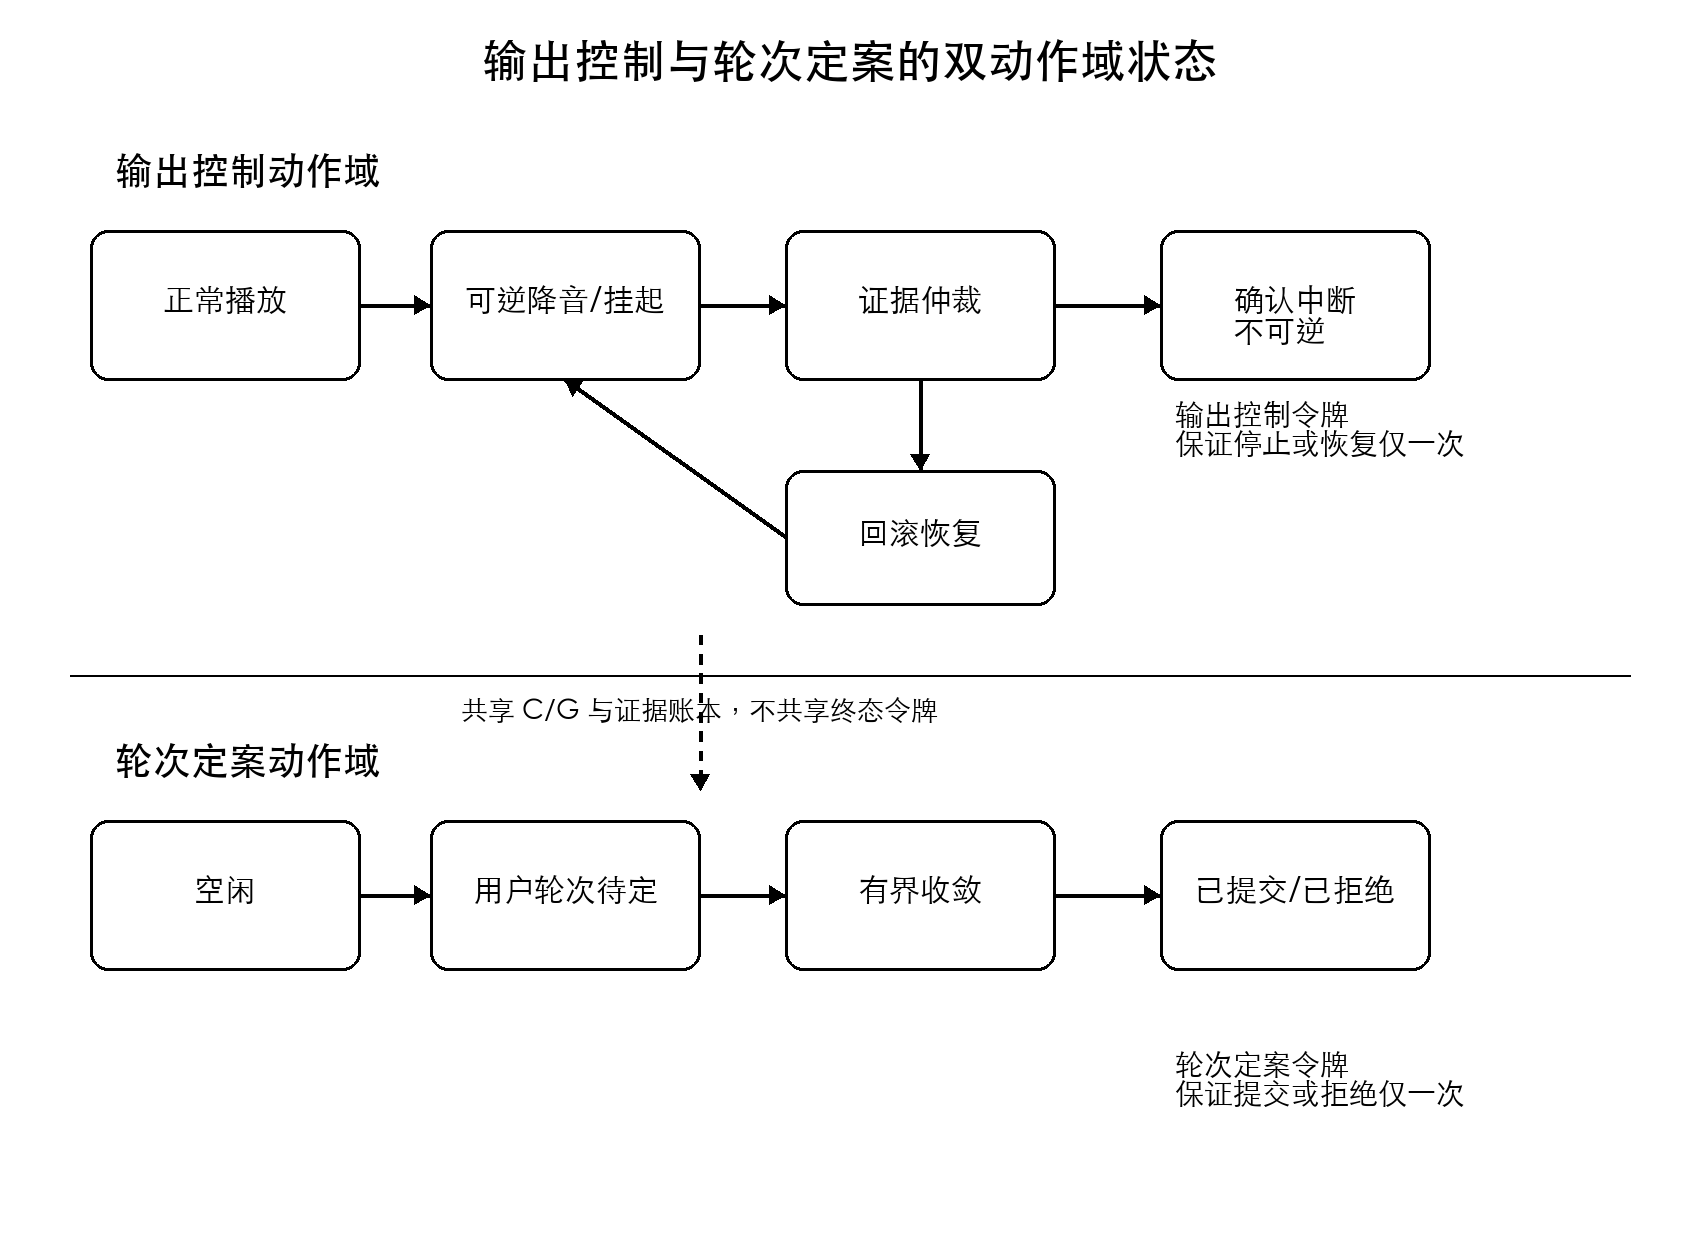 输出控制与轮次定案的双动作域状态
输出控制动作域
正常播放
可逆降音/挂起
证据仲裁
确认中断
不可逆
输出控制令牌
保证停止或恢复仅一次
回滚恢复
共享 C/G 与证据账本，不共享终态令牌
轮次定案动作域
空闲
用户轮次待定
有界收敛
已提交/已拒绝
轮次定案令牌
保证提交或拒绝仅一次